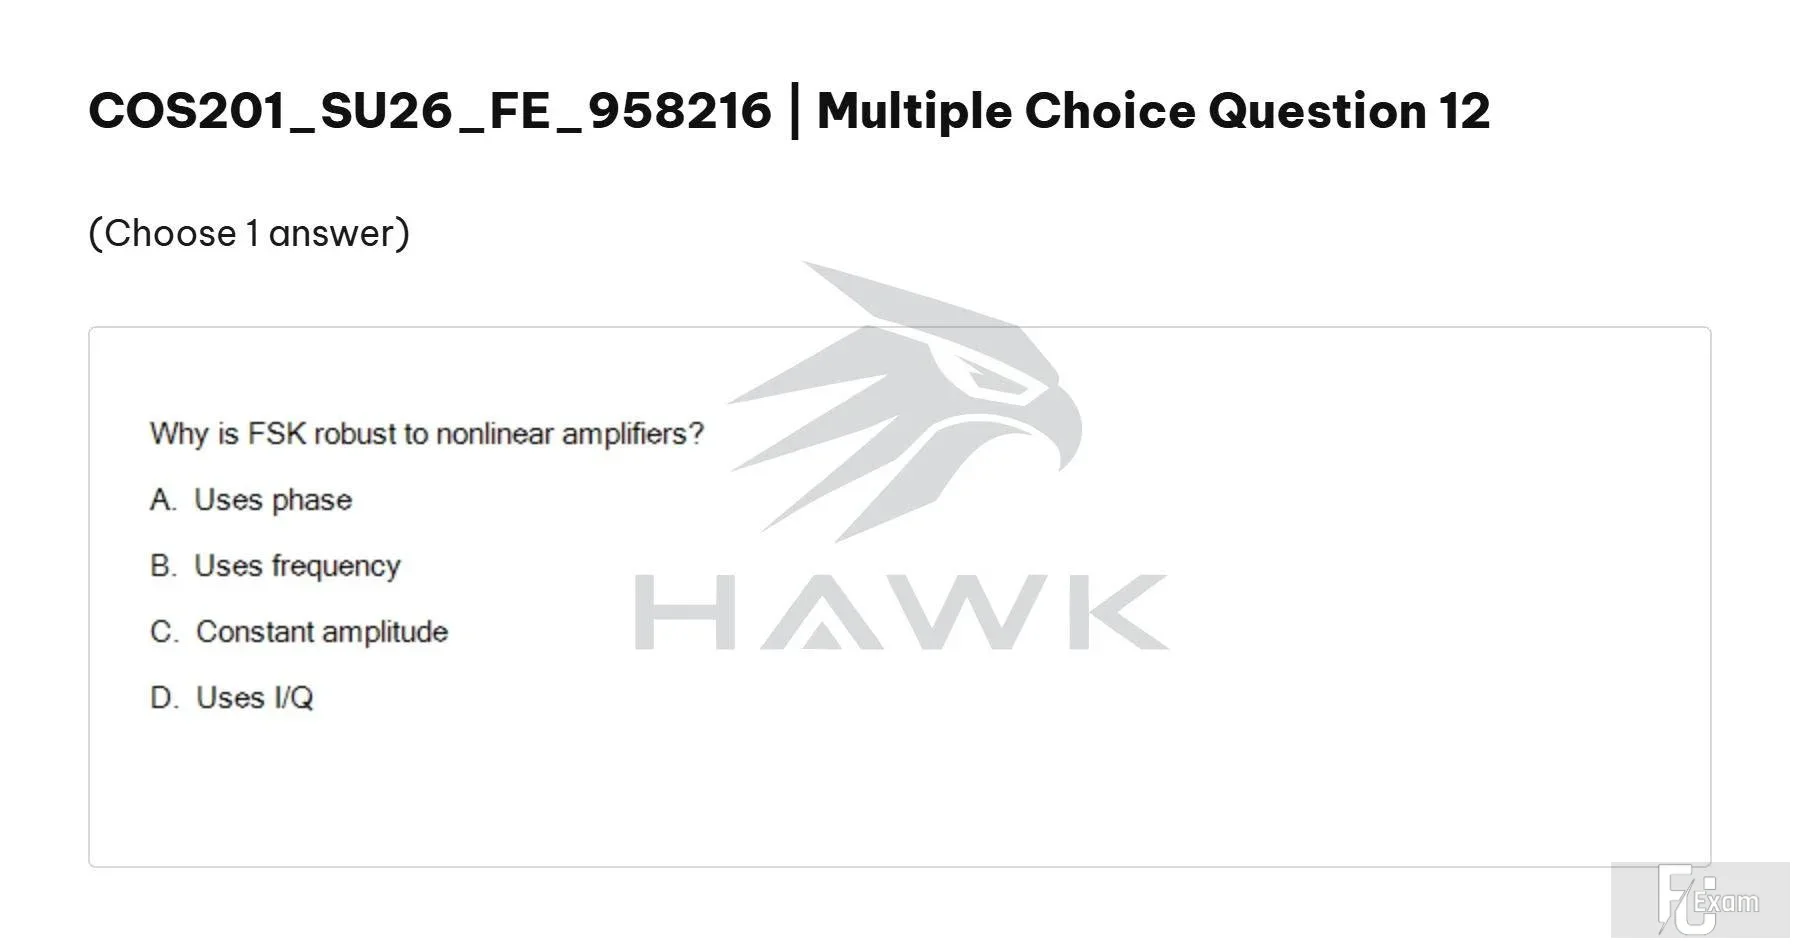 COS201_SU26_FE_958216 | Multiple Choice Question 12
(Choose 1 answer)
Why is FSK robust to nonlinear amplifiers?
A. Uses phase
B. Uses frequency
C. Constant amplitude
D. Uses I/Q
HAWK
FU Exam